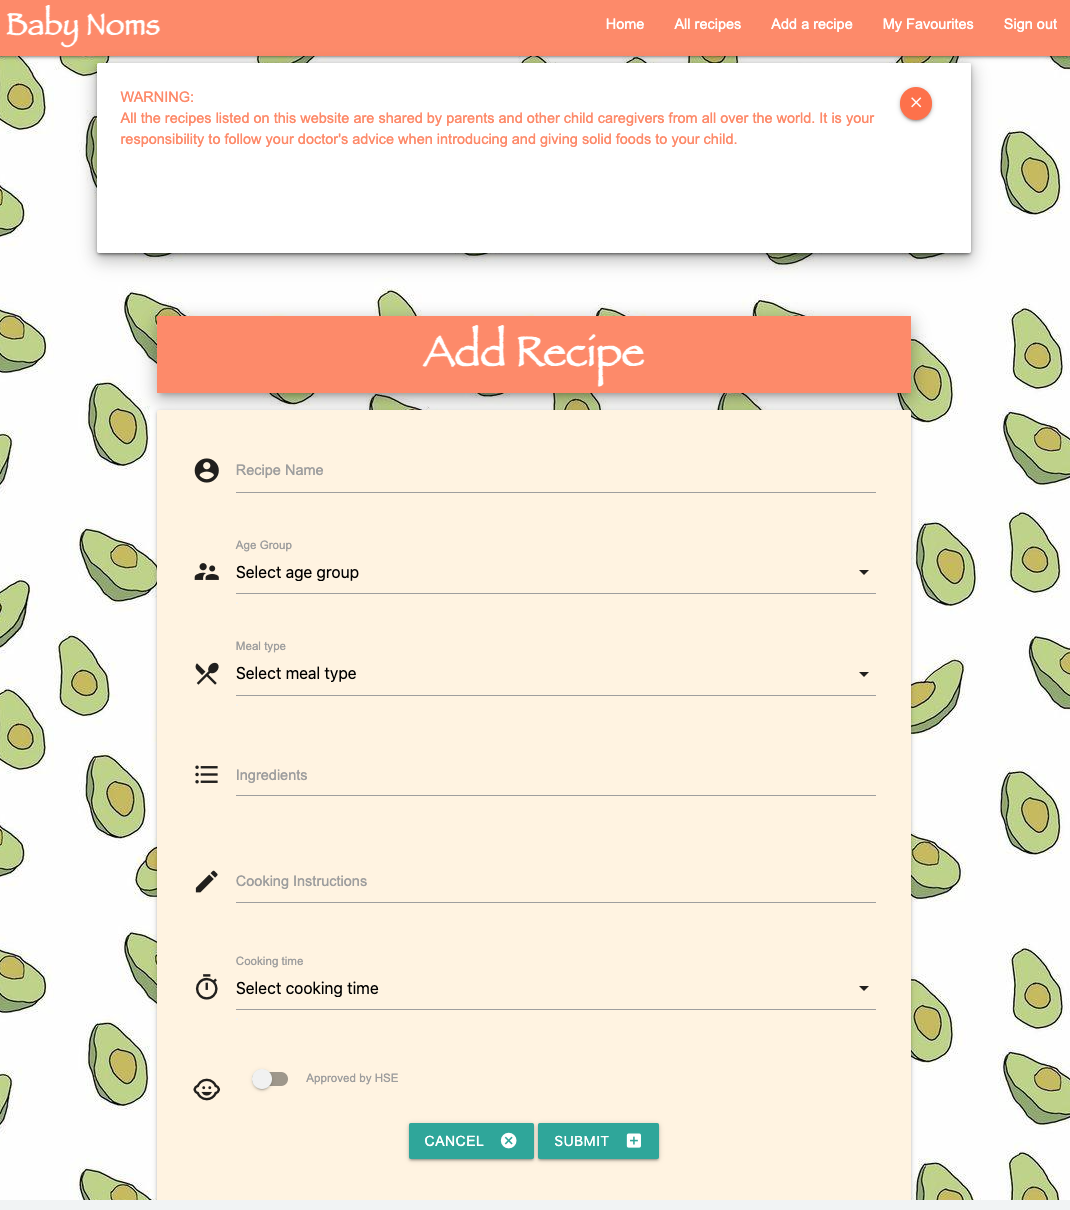 Baby Noms
Home
All recipes
Add a recipe
My Favourites
Sign out
WARNING:
All the recipes listed on this website are shared by parents and other child caregivers from all over the world. It is your
responsibility to follow your doctor's advice when introducing and giving solid foods to your child.
Add Recipe
Recipe Name
Age Group
Select age group
Meal type
Select meal type
Ingredients
Cooking Instructions
Cooking time
Select cooking time
Approved by HSE
CANCEL
SUBMIT